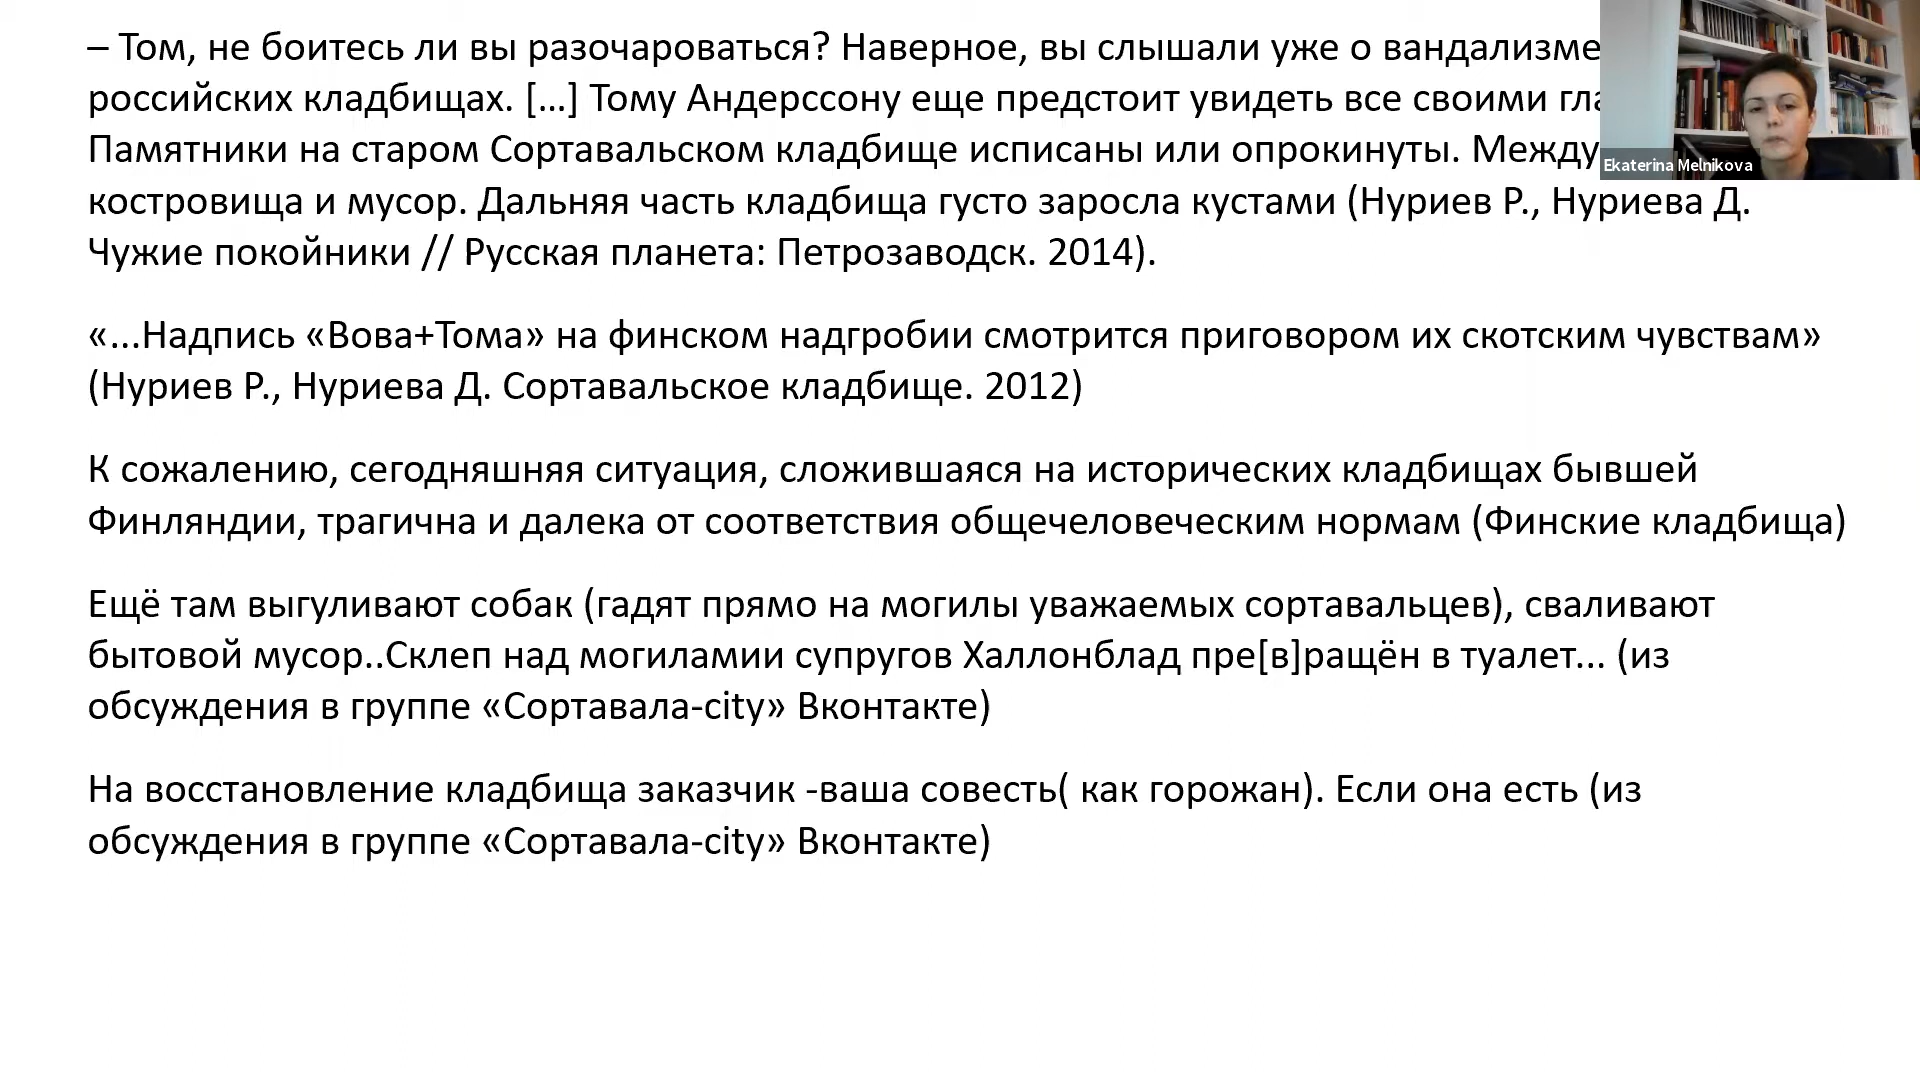 – Том, не боитесь ли вы разочароваться? Наверное, вы слышали уже о вандализме
российских кладбищах. [...] Тому Андерссону еще предстоит увидеть все своими
Памятники на старом Сортавальском кладбище исписаны или опрокинуты. Между
костровища и мусор. Дальняя часть кладбища густо заросла кустами (Нуриев Р., Нуриева Д.
Чужие покойники // Русская планета: Петрозаводск. 2014).
«...Надпись «Вова+Тома» на финском надгробии смотрится приговором их скотским чувствам»
(Нуриев Р., Нуриева Д. Сортавальское кладбище. 2012)
К сожалению, сегодняшняя ситуация, сложившаяся на исторических кладбищах бывшей
Финляндии, трагична и далека от соответствия общечеловеческим нормам (Финские кладбища)
Ещё там выгуливают собак (гадят прямо на могилы уважаемых сортавальцев), сваливают
бытовой мусор..Склеп над могиламии супругов Халлонблад пре[в]ращён в туалет... (из
обсуждения в группе «Сортавала-city» Вконтакте)
На восстановление кладбища заказчик -ваша совесть( как горожан). Если она есть (из
обсуждения в группе «Сортавала-city» Вконтакте)
Ekaterina Melnikova